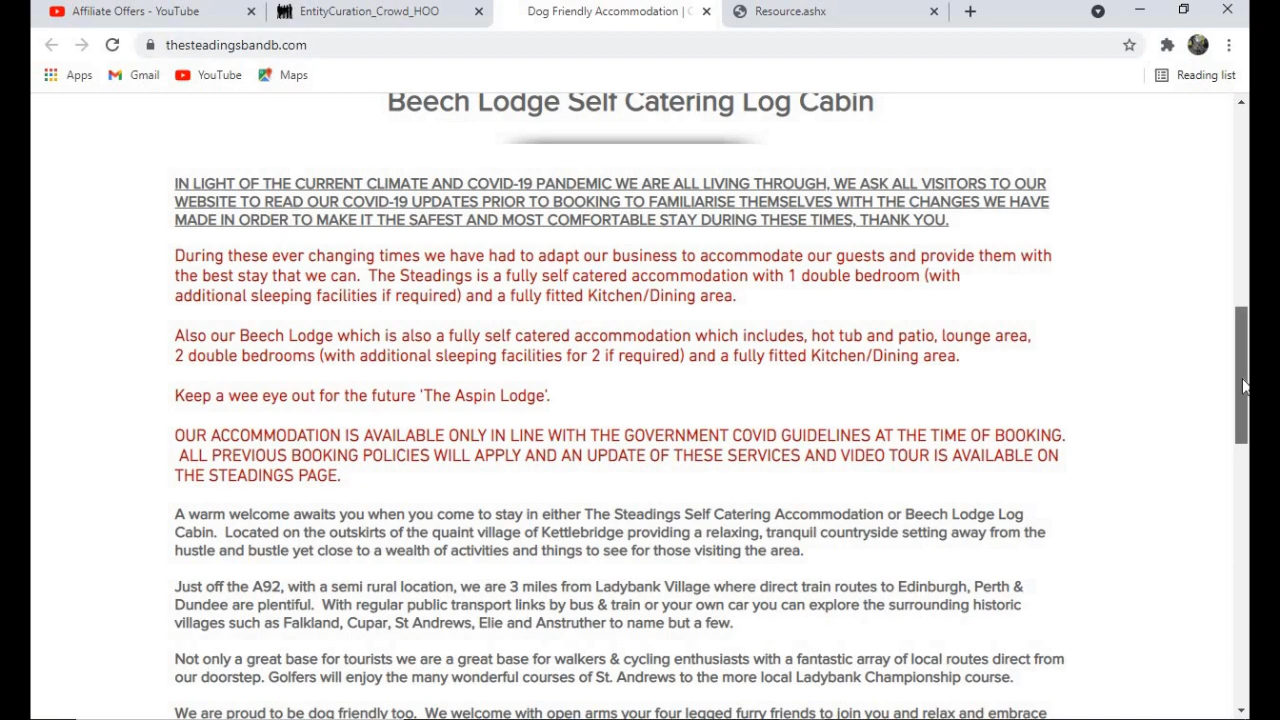 Affiliate Offers - YouTube
EntityCuration_Crowd_HOO
Dog Friendly Accommodation |
Resource.ashx
thesteadingsbandb.com
Apps
Gmail
YouTube
Maps
Reading list
Beech Lodge Self Catering Log Cabin
IN LIGHT OF THE CURRENT CLIMATE AND COVID-19 PANDEMIC WE ARE ALL LIVING THROUGH, WE ASK ALL VISITORS TO OUR
WEBSITE TO READ OUR COVID-19 UPDATES PRIOR TO BOOKING TO FAMILIARISE THEMSELVES WITH THE CHANGES WE HAVE
MADE IN ORDER TO MAKE IT THE SAFEST AND MOST COMFORTABLE STAY DURING THESE TIMES, THANK YOU.
During these ever changing times we have had to adapt our business to accommodate our guests and provide them with
the best stay that we can. The Steadings is a fully self catered accommodation with 1 double bedroom (with
additional sleeping facilities if required) and a fully fitted Kitchen/Dining area.
Also our Beech Lodge which is also a fully self catered accommodation which includes, hot tub and patio, lounge area,
2 double bedrooms (with additional sleeping facilities for 2 if required) and a fully fitted Kitchen/Dining area.
Keep a wee eye out for the future 'The Aspin Lodge'.
OUR ACCOMMODATION IS AVAILABLE ONLY IN LINE WITH THE GOVERNMENT COVID GUIDELINES AT THE TIME OF BOOKING.
ALL PREVIOUS BOOKING POLICIES WILL APPLY AND AN UPDATE OF THESE SERVICES AND VIDEO TOUR IS AVAILABLE ON
THE STEADINGS PAGE.
A warm welcome awaits you when you come to stay in either The Steadings Self Catering Accommodation or Beech Lodge Log
Cabin. Located on the outskirts of the quaint village of Kettlebridge providing a relaxing, tranquil countryside setting away from the
hustle and bustle yet close to a wealth of activities and things to see for those visiting the area.
Just off the A92, with a semi rural location, we are 3 miles from Ladybank Village where direct train routes to Edinburgh, Perth &
Dundee are plentiful. With regular public transport links by bus & train or your own car you can explore the surrounding historic
villages such as Falkland, Cupar, St Andrews, Elie and Anstruther to name but a few.
Not only a great base for tourists we are a great base for walkers & cycling enthusiasts with a fantastic array of local routes direct from
our doorstep. Golfers will enjoy the many wonderful courses of St. Andrews to the more local Ladybank Championship course.
We are proud to be dog friendly too. We welcome with open arms your four legged furry friends to join you and relax and embrace